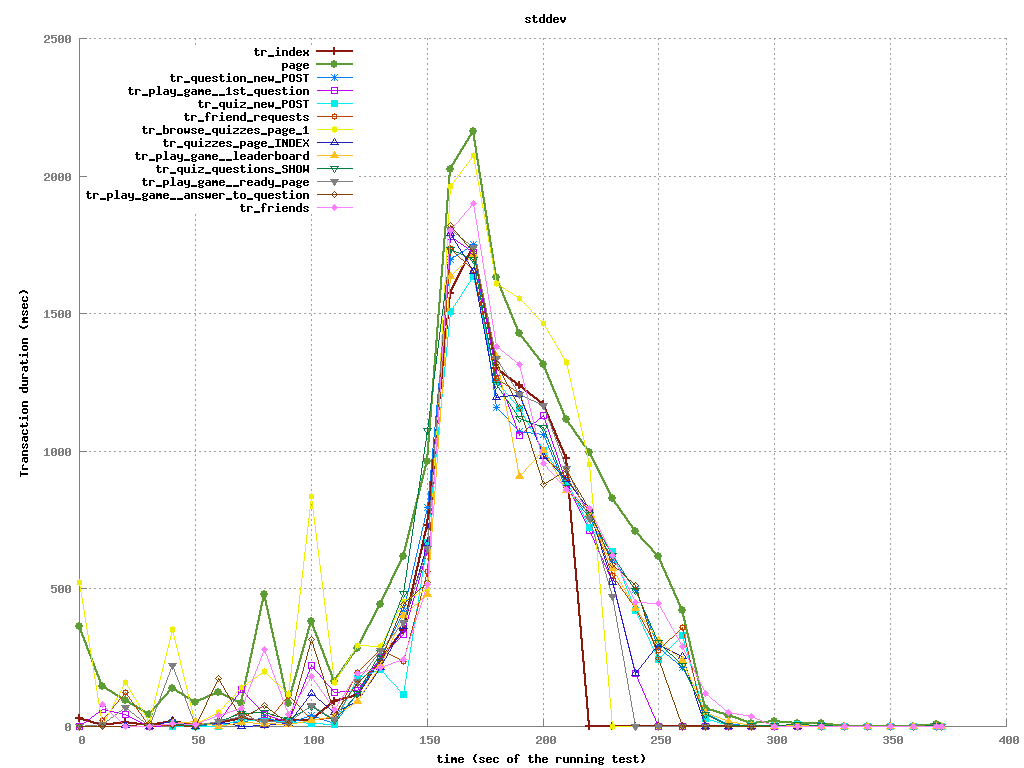 stddev
2500
2000
1500
1000
500
0
tr_index
page
tr_question_new_POST
tr_play_game__1st_question
tr_quiz_new_POST
tr_friend_requests
tr_browse_quizzes_page_1
tr_quizzes_page_INDEX
tr_play_game__leaderboard
tr_quiz_questions_SHOW
tr_play_game__ready_page
tr_play_game__answer_to_question
tr_friends
Transaction duration (msec)
0 50 100 150 200 250 300 350 400
time (sec of the running test)